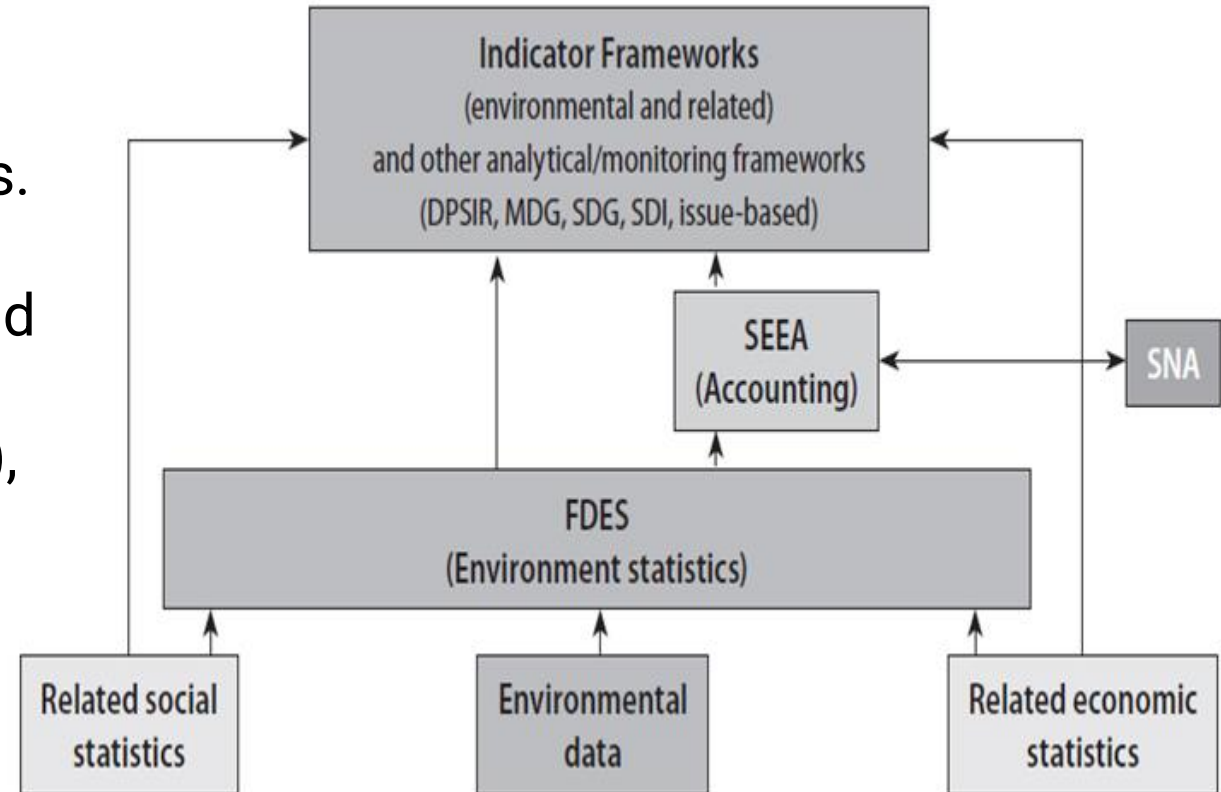 s.
d
),
Indicator Frameworks
(environmental and related)
and other analytical/monitoring frameworks
(DPSIR, MDG, SDG, SDI, issue-based)
SEEA
(Accounting)
SNA
FDES
(Environment statistics)
Related social
statistics
Environmental
data
Related economic
statistics